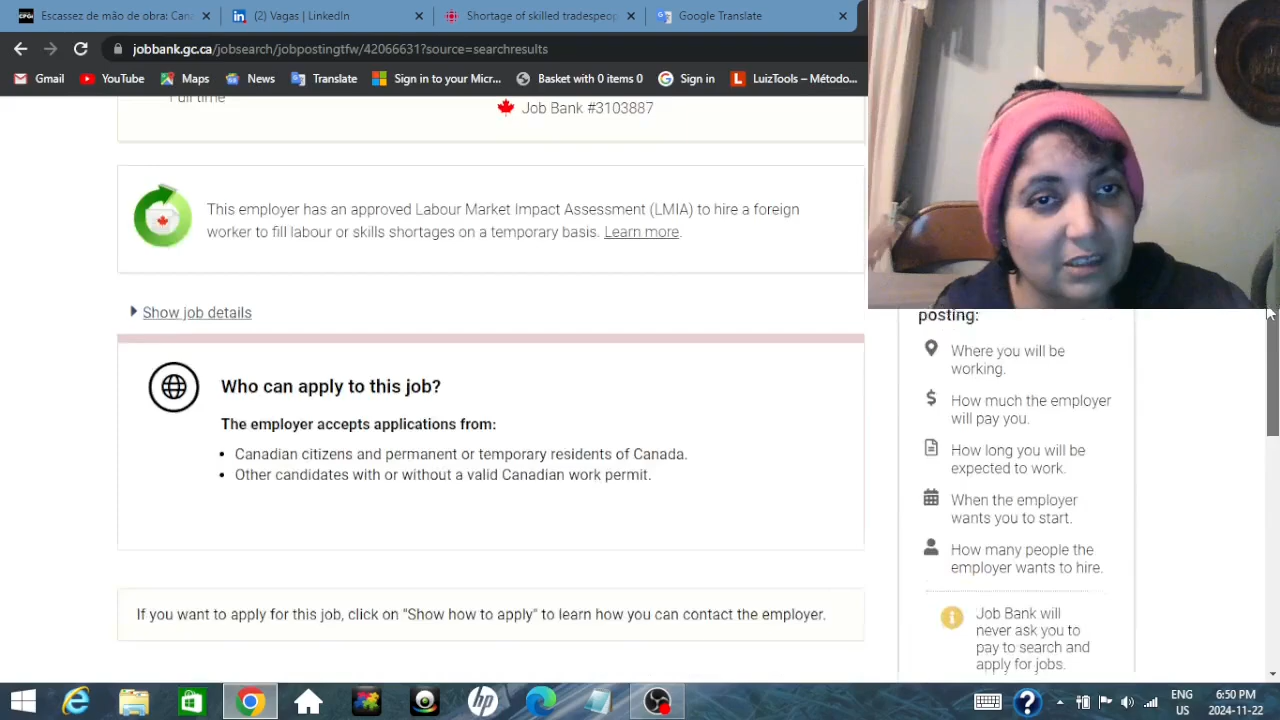 Escassez de mão de obra: Can
(2) Vagas | LinkedIn
Shortage of skilled tradespeop
Google Translate
jobbank.gc.ca/jobsearch/jobpostingtfw/42066631?source=searchresults
Gmail
YouTube
Maps
News
Translate
Sign in to your Micr...
Basket with 0 items 0
Sign in
LuizTools – Método...
Full time
Job Bank #3103887
This employer has an approved Labour Market Impact Assessment (LMIA) to hire a foreign
worker to fill labour or skills shortages on a temporary basis. Learn more.
Show job details
Who can apply to this job?
The employer accepts applications from:
Canadian citizens and permanent or temporary residents of Canada.
Other candidates with or without a valid Canadian work permit.
If you want to apply for this job, click on "Show how to apply" to learn how you can contact the employer.
posting:
Where you will be
working.
How much the employer
will pay you.
How long you will be
expected to work.
When the employer
wants you to start.
How many people the
employer wants to hire.
Job Bank will
never ask you to
pay to search and
apply for jobs.
ENG
US
6:50 PM
2024-11-22